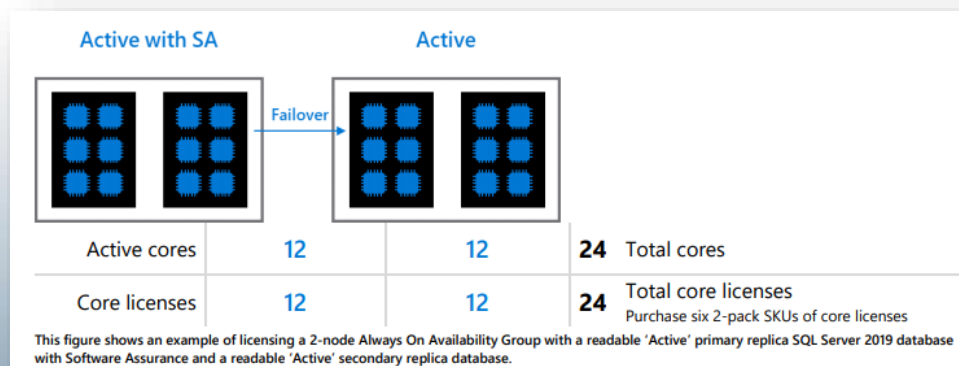 Active with SA Active
Failover
Active cores 12 12 24 Total cores
Core licenses 12 12 24 Total core licenses
Purchase six 2-pack SKUs of core licenses
This figure shows an example of licensing a 2-node Always On Availability Group with a readable ‘Active’ primary replica SQL Server 2019 database
with Software Assurance and a readable ‘Active’ secondary replica database.